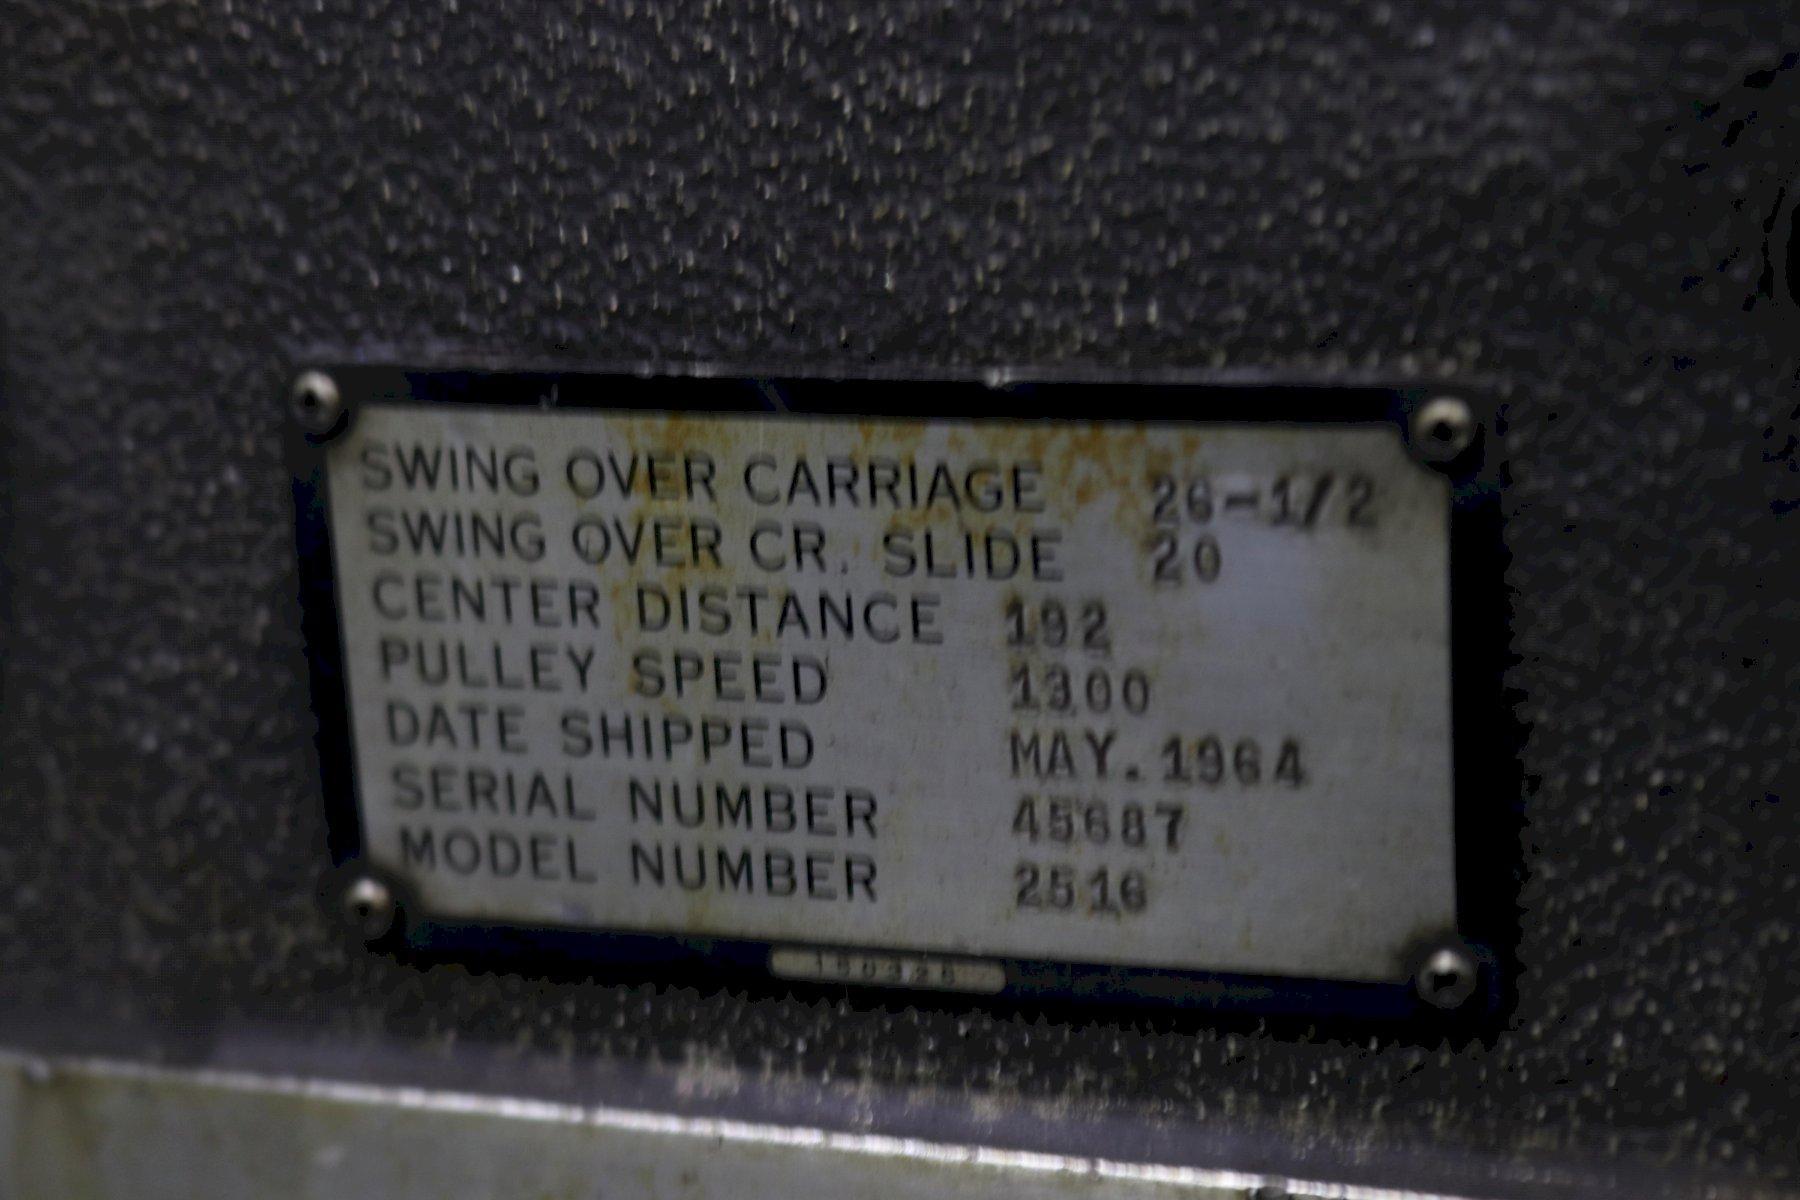 SWING OVER CARRIAGE 26-1/2
SWING OVER CR. SLIDE 20
CENTER DISTANCE 192
PULLEY SPEED 1300
DATE SHIPPED MAY.1964
SERIAL NUMBER 45687
MODEL NUMBER 2516